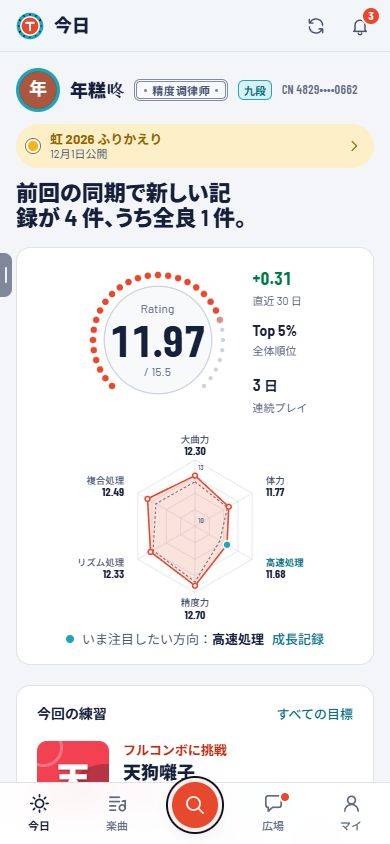 今日
3
年 年糕咚 ・精度调律师・ 九段 CN 4829••••0662
虹 2026 ふりかえり
12月1日公開
前回の同期で新しい記
録が 4 件、うち全良 1 件。
Rating
11.97
/ 15.5
+0.31
直近 30 日
Top 5%
全体順位
3 日
連続プレイ
大曲力
12.30
複合処理
12.49
体力
11.77
13
10
リズム処理
12.33
高速処理
11.68
精度力
12.70
いま注目したい方向：高速処理 成長記録
今回の練習 すべての目標
フルコンボに挑戦
天狗囃子
天
今日 楽曲 広場 マイ